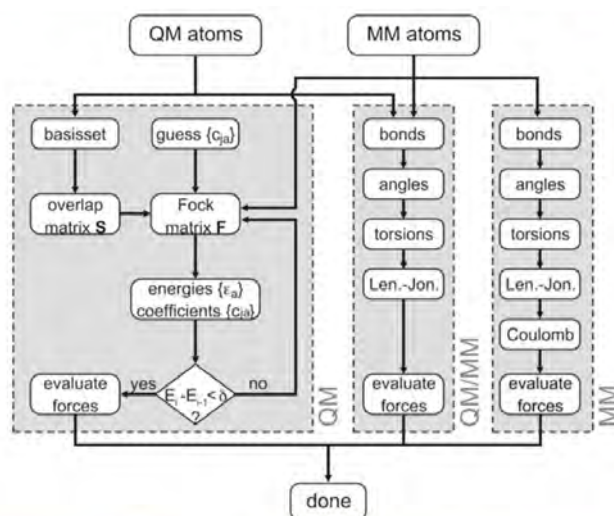 QM atoms
MM atoms
basisset
guess {c_ja}
overlap
matrix S
Fock
matrix F
energies {ε_a}
coefficients {c_ja}
evaluate
forces
yes
E_i-E_i-1<δ
?
no
QM
bonds
angles
torsions
Len.-Jon.
evaluate
forces
QM/MM
bonds
angles
torsions
Len.-Jon.
Coulomb
evaluate
forces
MM
done